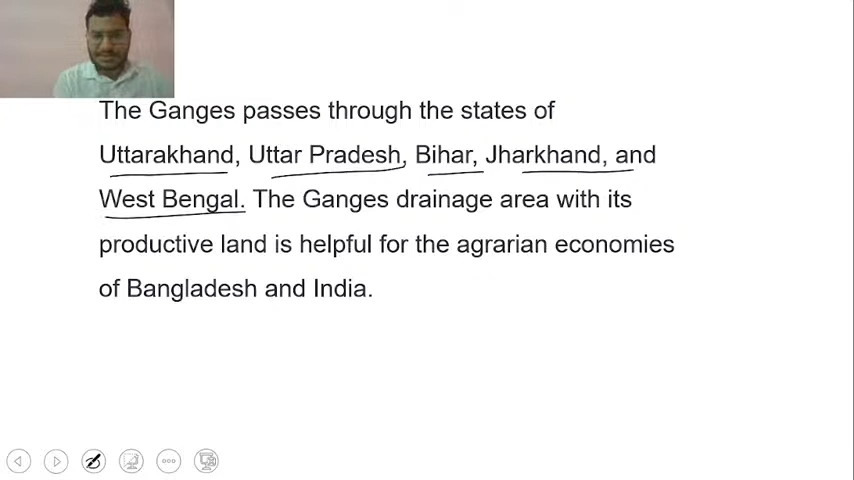 The Ganges passes through the states of
Uttarakhand, Uttar Pradesh, Bihar, Jharkhand, and
West Bengal. The Ganges drainage area with its
productive land is helpful for the agrarian economies
of Bangladesh and India.